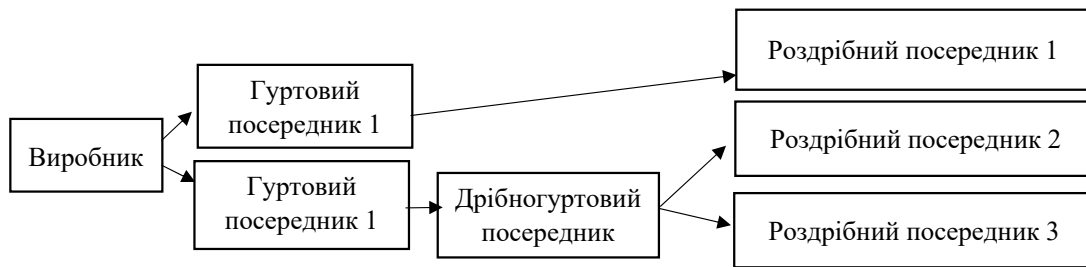 Виробник
Гуртовий
посередник 1
Гуртовий
посередник 1
Дрібногуртовий
посередник
Роздрібний посередник 1
Роздрібний посередник 2
Роздрібний посередник 3